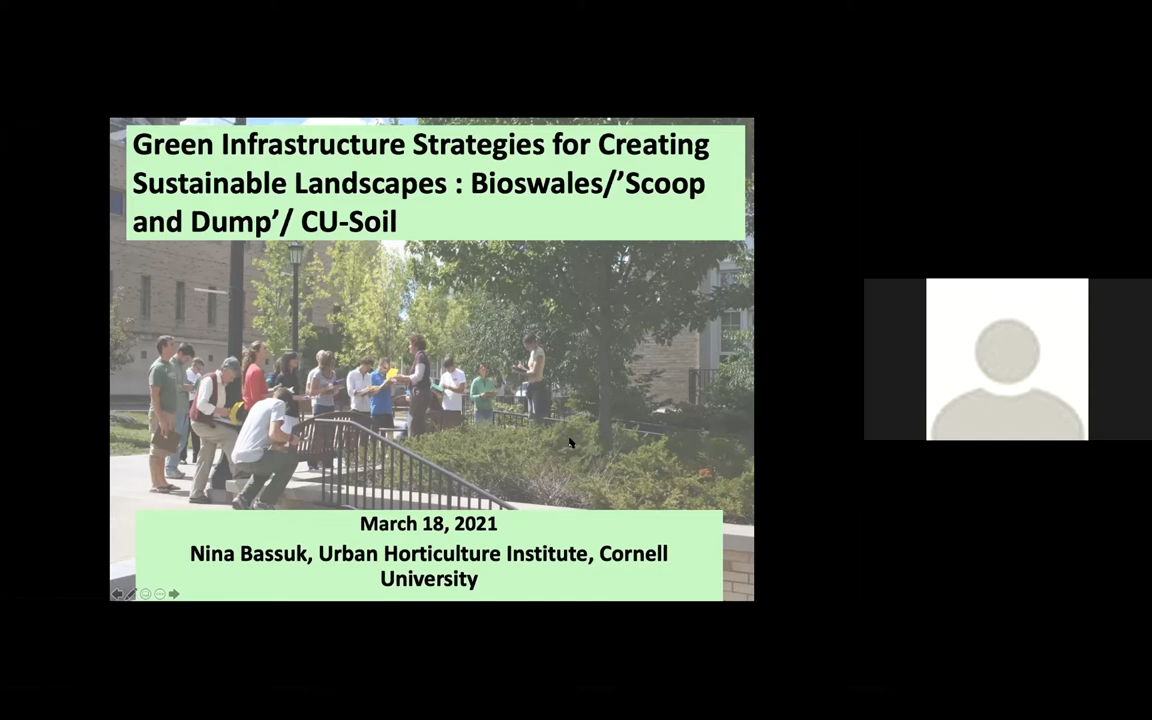 Green Infrastructure Strategies for Creating
Sustainable Landscapes : Bioswales/’Scoop
and Dump’/ CU-Soil
March 18, 2021
Nina Bassuk, Urban Horticulture Institute, Cornell
University